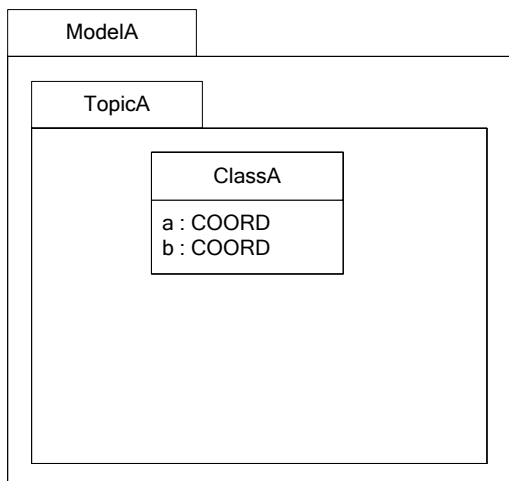 ModelA
TopicA
ClassA
a : COORD
b : COORD